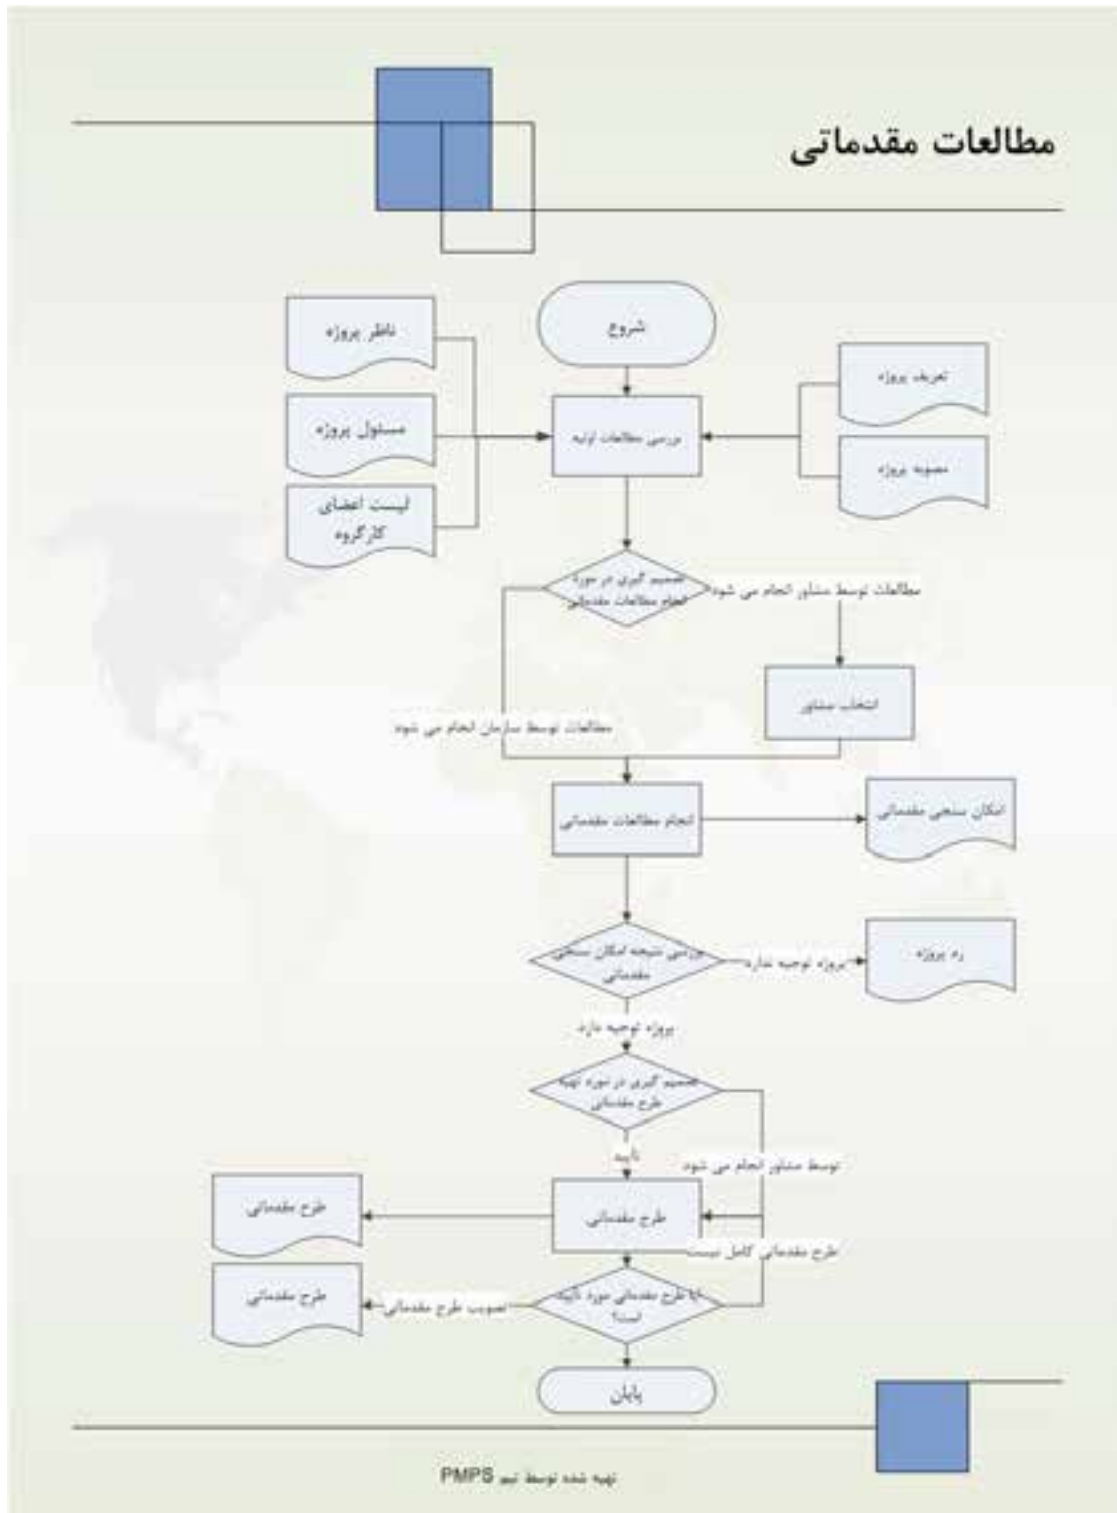 مطالعات مقدماتی
شروع
ناظر پروژه
تعریف پروژه
مسئول پروژه
بررسی مطالعات اولیه
مصوبه پروژه
لیست اعضای
کارگروه
تصمیم گیری در مورد
انجام مطالعات مقدماتی
مطالعات توسط مشاور انجام می شود
انتخاب مشاور
مطالعات توسط سازمان انجام می شود
انجام مطالعات مقدماتی
امکان سنجی مقدماتی
بررسی نتیجه امکان سنجی
مقدماتی
پروژه توجیه ندارد
رد پروژه
پروژه توجیه دارد
تصمیم گیری در مورد تهیه
طرح مقدماتی
تأیید
توسط مشاور انجام می شود
طرح مقدماتی
طرح مقدماتی
طرح مقدماتی کامل نیست
طرح مقدماتی
تصویب طرح مقدماتی
آیا طرح مقدماتی مورد تأیید
است؟
پایان
تهیه شده توسط تیم PMPS